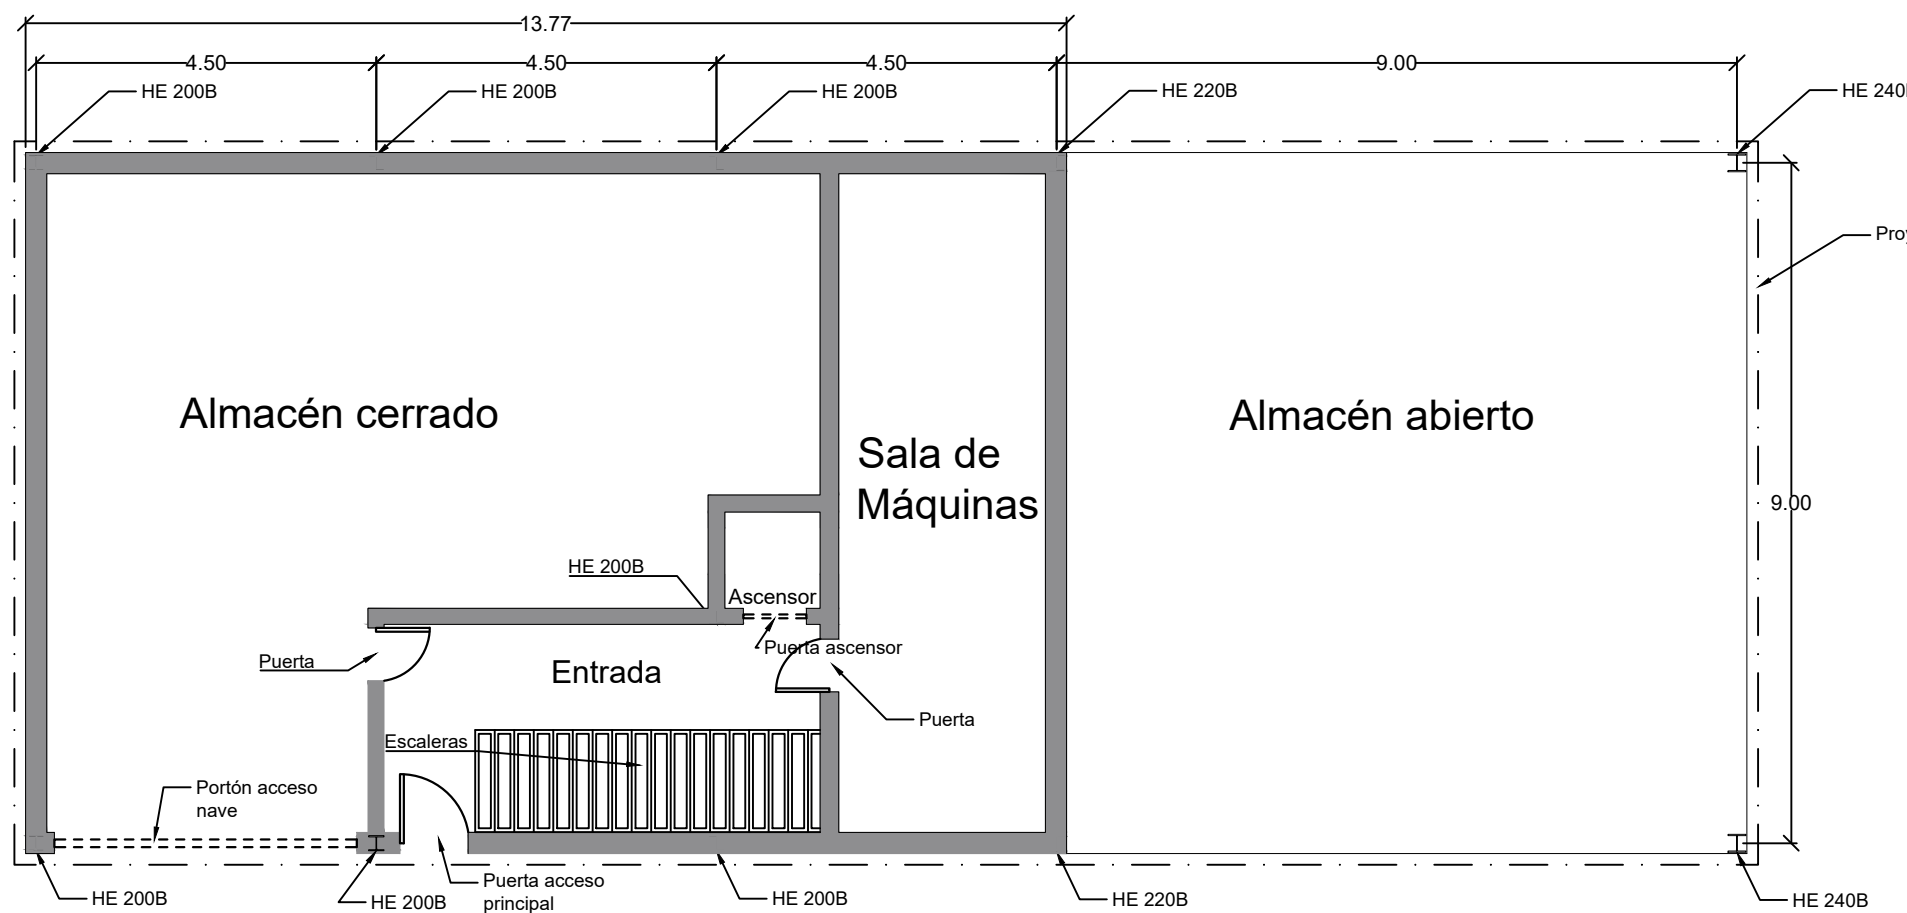 13.77
4.50
4.50
4.50
9.00
HE 200B
HE 200B
HE 200B
HE 220B
HE 240
Almacén cerrado
Sala de
Máquinas
Almacén abierto
9.00
HE 200B
Ascensor
Puerta ascensor
Puerta
Entrada
Puerta
Escaleras
Portón acceso
nave
Puerta acceso
principal
HE 200B
HE 200B
HE 200B
HE 220B
HE 240B